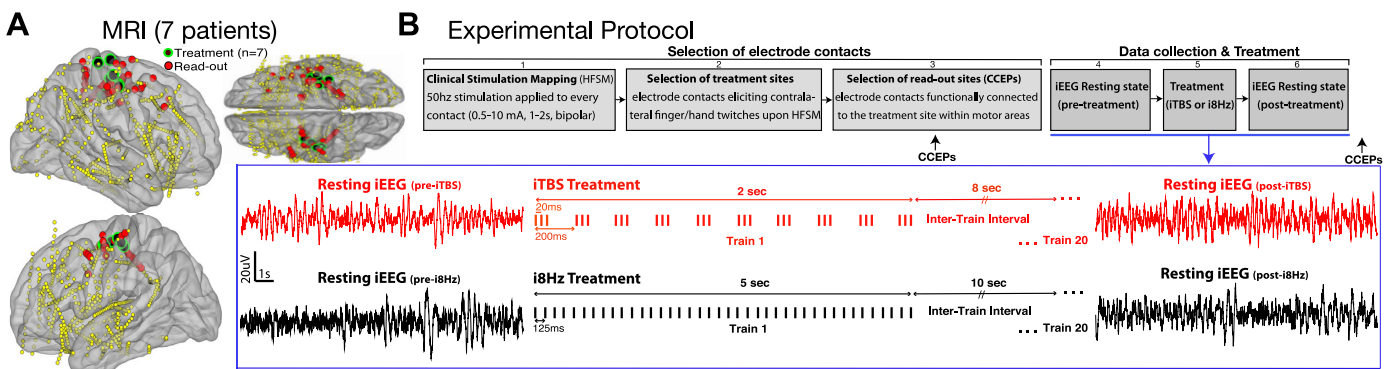 A
MRI (7 patients)
Treatment (n=7)
Read-out
B
Experimental Protocol
Selection of electrode contacts
Data collection & Treatment
1
Clinical Stimulation Mapping (HFSM)
50hz stimulation applied to every
contact (0.5-10 mA, 1-2s, bipolar)
2
Selection of treatment sites
electrode contacts eliciting contrala-
teral finger/hand twitches upon HFSM
3
Selection of read-out sites (CCEPs)
electrode contacts functionally connected
to the treatment site within motor areas
4
iEEG Resting state
(pre-treatment)
5
Treatment
(iTBS or i8Hz)
6
iEEG Resting state
(post-treatment)
CCEPs
CCEPs
Resting iEEG (pre-iTBS)
iTBS Treatment
2 sec
8 sec
Resting iEEG (post-iTBS)
20ms
200ms
Inter-Train Interval
Train 1
.... Train 20
20uV
1s
Resting iEEG (pre-i8Hz)
i8Hz Treatment
5 sec
10 sec
Resting iEEG (post-i8Hz)
125ms
Inter-Train Interval
Train 1
.... Train 20